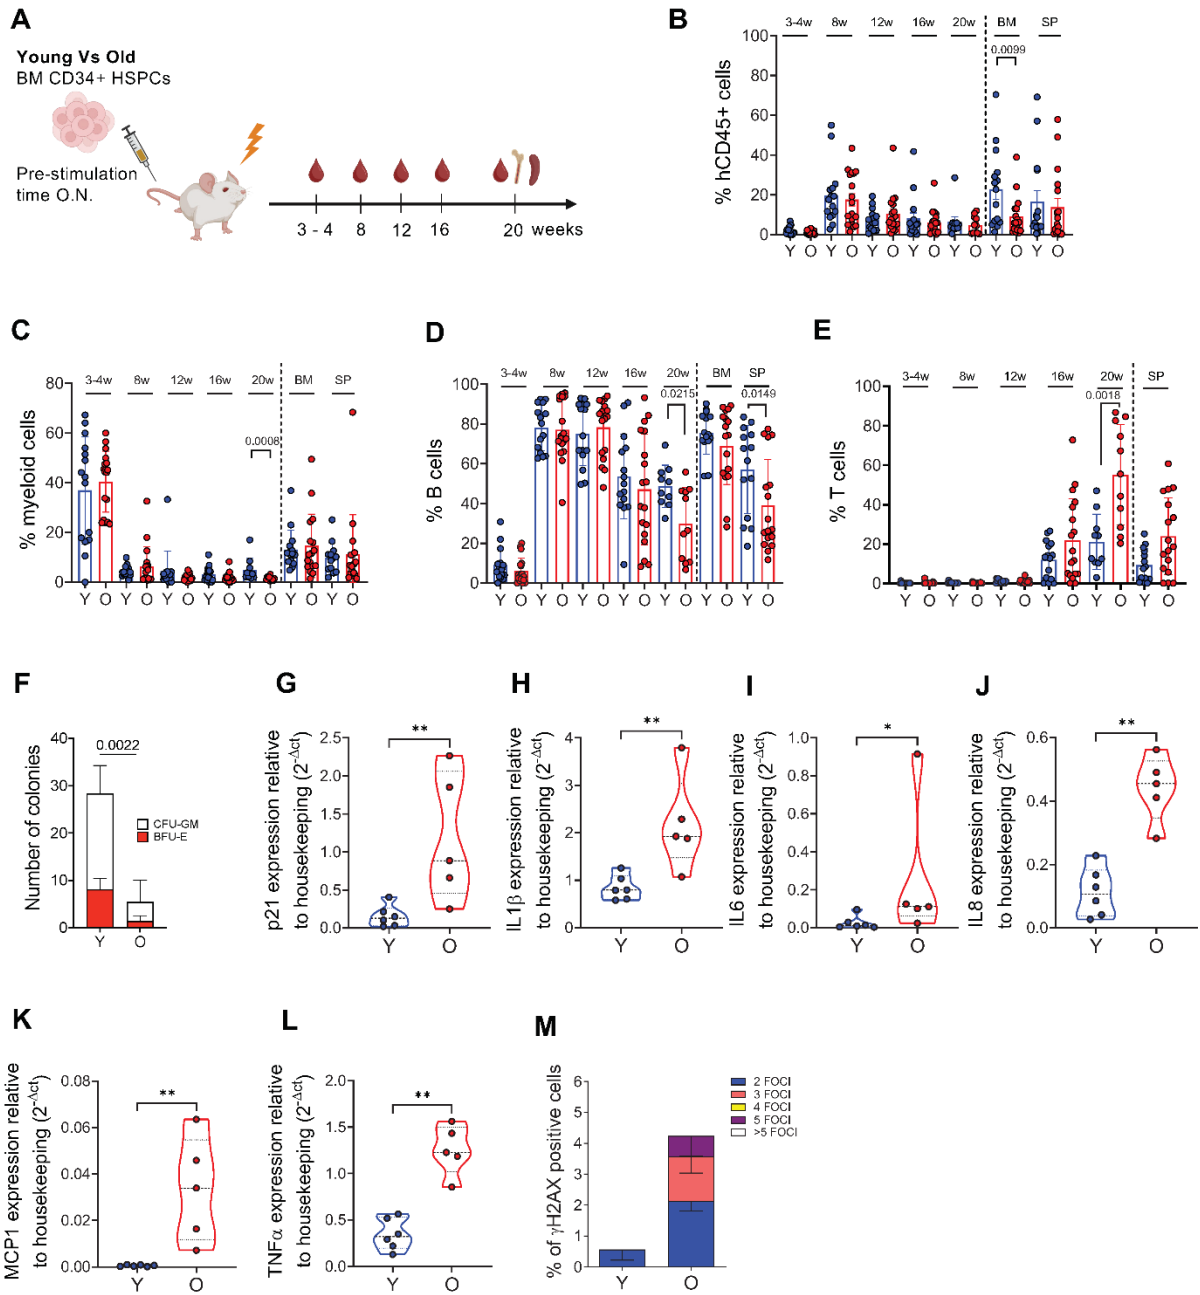 A
Young Vs Old
BM CD34+ HSPCs
Pre-stimulation
time O.N.
3 - 4 8 12 16 20 weeks
B
3-4w 8w 12w 16w 20w BM SP
0.0099
% hCD45+ cells
100
80
60
40
20
0
Y O Y O Y O Y O Y O Y O Y O
C
3-4w 8w 12w 16w 20w BM SP
0.0008
% myeloid cells
80
60
40
20
0
Y O Y O Y O Y O Y O Y O Y O
D
3-4w 8w 12w 16w 20w BM SP
0.0215 0.0149
% B cells
100
80
60
40
20
0
Y O Y O Y O Y O Y O Y O Y O
E
3-4w 8w 12w 16w 20w SP
0.0018
% T cells
100
80
60
40
20
0
Y O Y O Y O Y O Y O Y O
F
Number of colonies
40
30
20
10
0
0.0022
CFU-GM
BFU-E
Y O
G
p21 expression relative
to housekeeping (2-Δct)
2.5
2.0
1.5
1.0
0.5
0.0
**
Y O
H
IL1β expression relative
to housekeeping (2-Δct)
4
3
2
1
0
**
Y O
I
IL6 expression relative
to housekeeping (2-Δct)
1.0
0.8
0.6
0.4
0.2
0.0
*
Y O
J
IL8 expression relative
to housekeeping (2-Δct)
0.6
0.4
0.2
0.0
**
Y O
K
MCP1 expression relative
to housekeeping (2-Δct)
0.08
0.06
0.04
0.02
0.00
**
Y O
L
TNFα expression relative
to housekeeping (2-Δct)
2.0
1.5
1.0
0.5
0.0
**
Y O
M
% of γH2AX positive cells
6
5
4
3
2
1
0
2 FOCI
3 FOCI
4 FOCI
5 FOCI
>5 FOCI
Y O